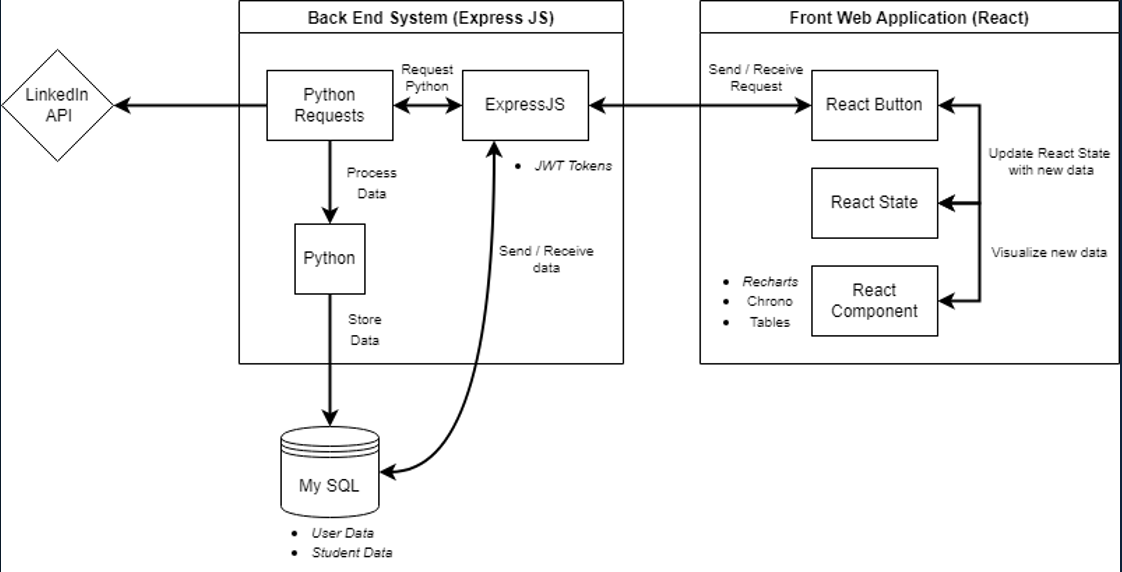 Back End System (Express JS)
Front Web Application (React)
LinkedIn
API
Python
Requests
Request
Python
ExpressJS
Send / Receive
Request
React Button
• JWT Tokens
Process
Data
Update React State
with new data
React State
Python
Send / Receive
data
Visualize new data
• Recharts
• Chrono
• Tables
React
Component
Store
Data
My SQL
• User Data
• Student Data